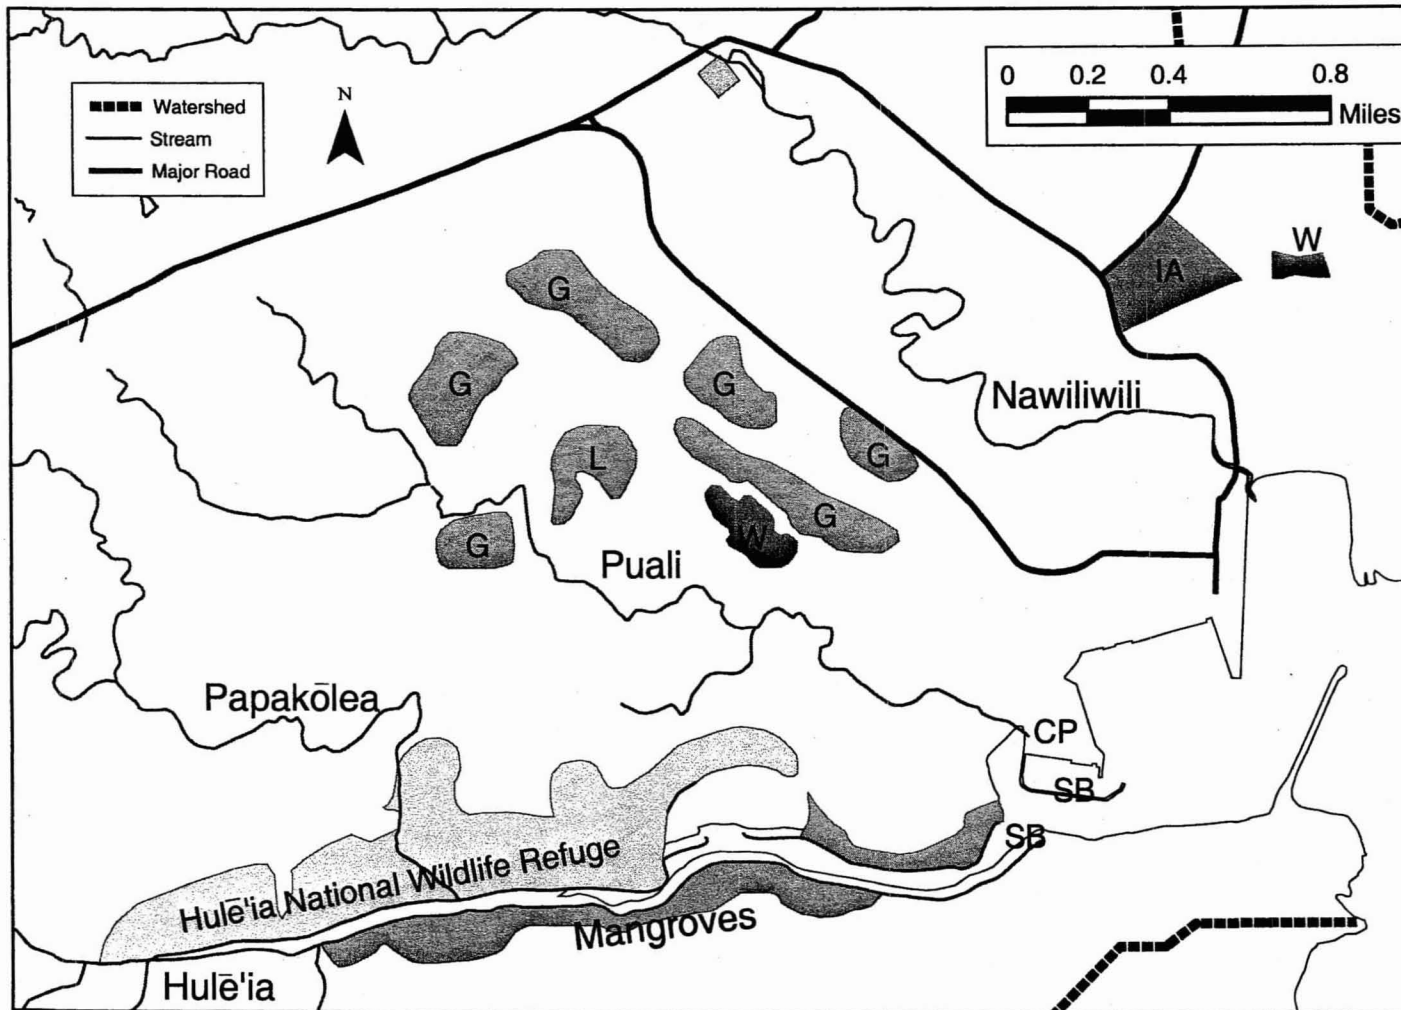 0 0.2 0.4 0.8
Miles
Watershed
Stream
Major Road
N
W
IA
G
G
G
Nawiliwili
G
L
G
W
G
Puali
Papakōlea
CP
SB
SB
Hulē'ia National Wildlife Refuge
Mangroves
Hulē'ia